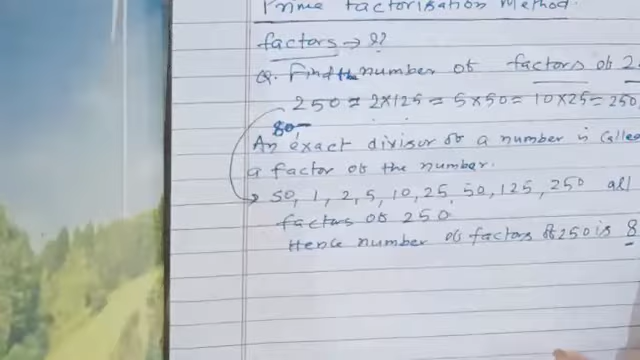 Prime factorisation Method.
factors → ??
Q. Find the number of factors of 2
250 = 2×125 = 5×50 = 10×25 = 250
so
An exact divisor of a number is called
a factor of the number.
so, 1, 2, 5, 10, 25, 50, 125, 250 all
factors of 250
Hence number of factors of 250 is 8